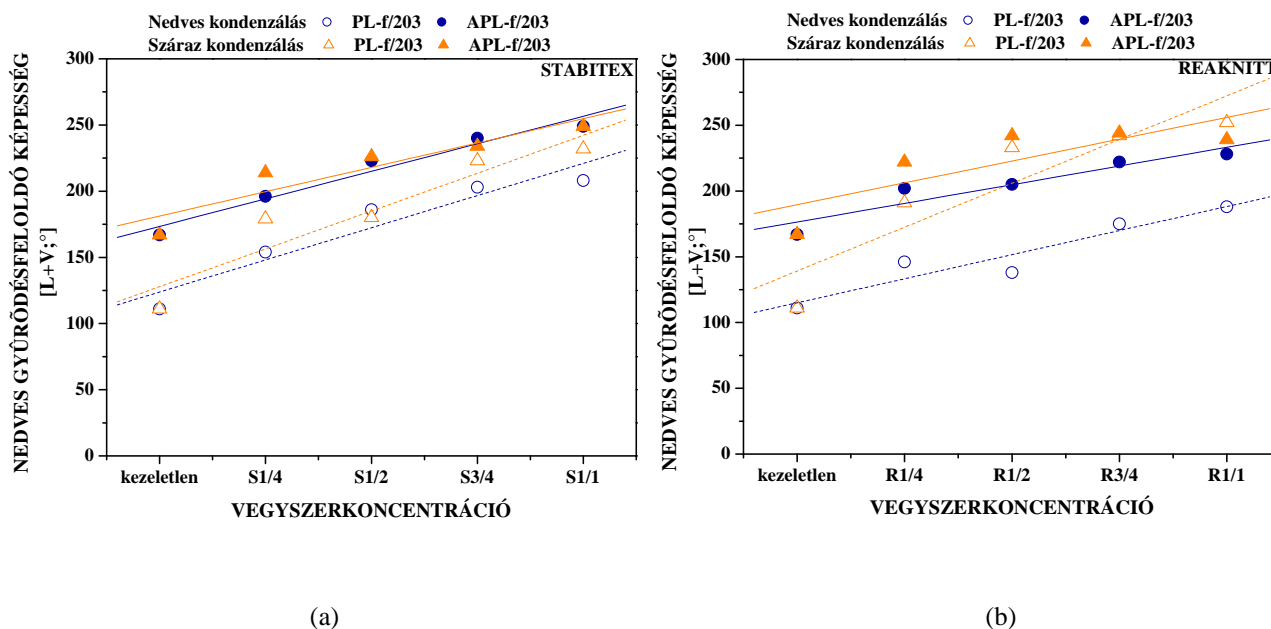 Nedves kondenzálás PL-f/203 APL-f/203
Száraz kondenzálás PL-f/203 APL-f/203
STABITEX
NEDVES GYÛRÕDÉSFELOLDÓ KÉPESSÉG
[L+V;°]
300
250
200
150
100
50
0
kezeletlen S1/4 S1/2 S3/4 S1/1
VEGYSZERKONCENTRÁCIÓ
(a)
Nedves kondenzálás PL-f/203 APL-f/203
Száraz kondenzálás PL-f/203 APL-f/203
REAKNITT
NEDVES GYÛRÕDÉSFELOLDÓ KÉPESSÉG
[L+V;°]
300
250
200
150
100
50
0
kezeletlen R1/4 R1/2 R3/4 R1/1
VEGYSZERKONCENTRÁCIÓ
(b)